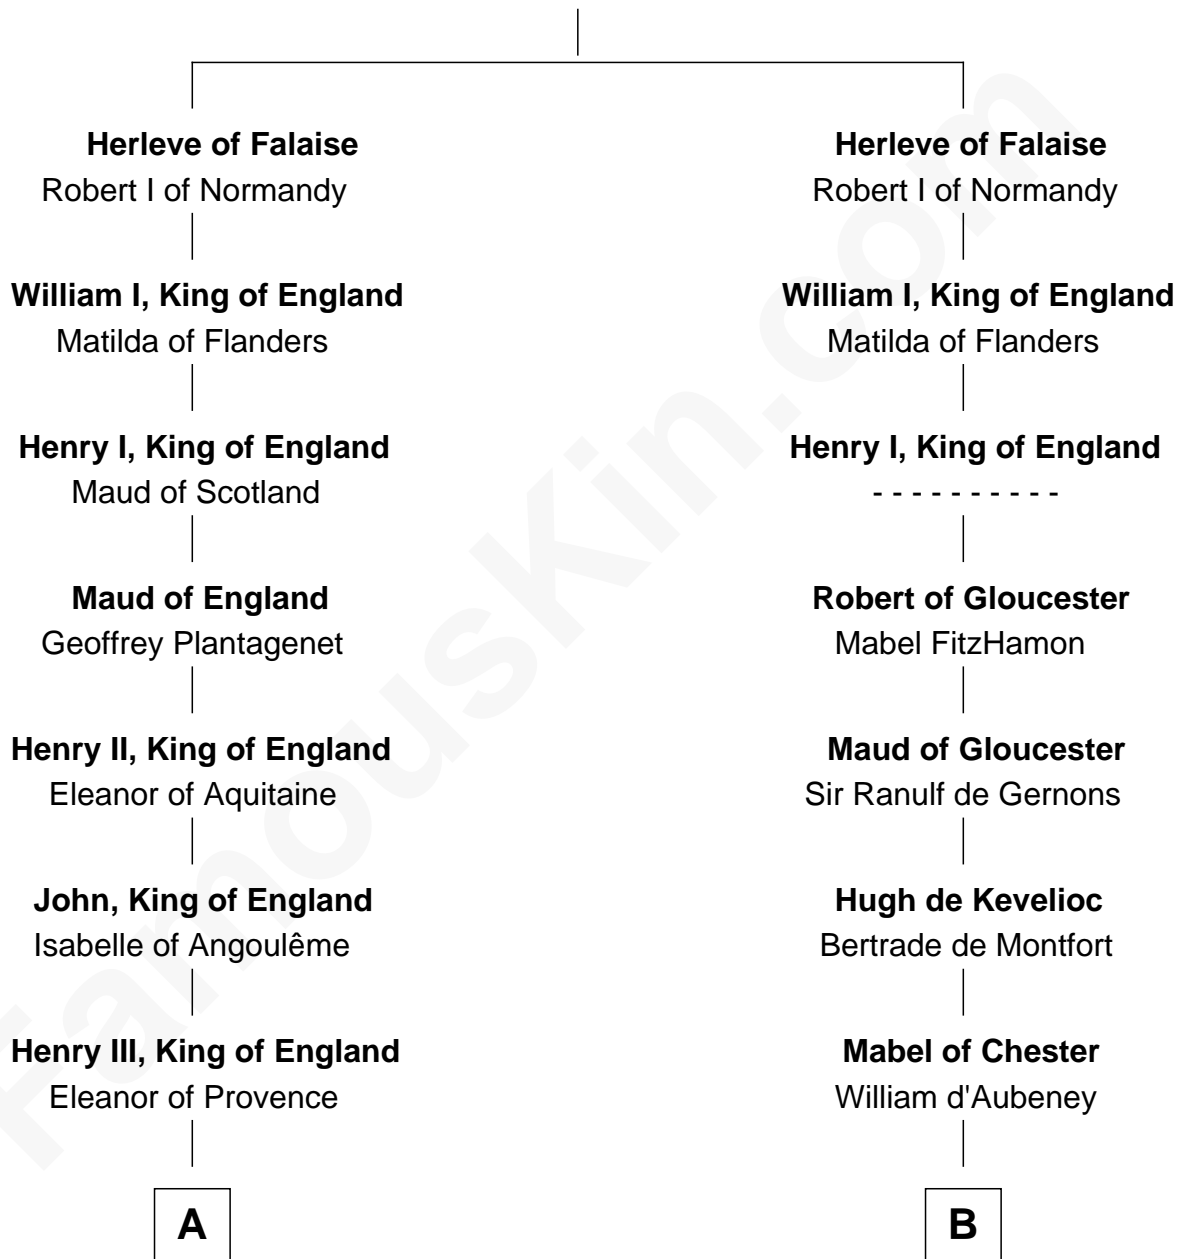 Herleve of Falaise
Robert I of Normandy
William I, King of England
Matilda of Flanders
Henry I, King of England
Maud of Scotland
Maud of England
Geoffrey Plantagenet
Henry II, King of England
Eleanor of Aquitaine
John, King of England
Isabelle of Angoulême
Henry III, King of England
Eleanor of Provence
A
Herleve of Falaise
Robert I of Normandy
William I, King of England
Matilda of Flanders
Henry I, King of England
- - - - - - - - - -
Robert of Gloucester
Mabel FitzHamon
Maud of Gloucester
Sir Ranulf de Gernons
Hugh de Kevelioc
Bertrade de Montfort
Mabel of Chester
William d'Aubeney
B
FamousKin.com